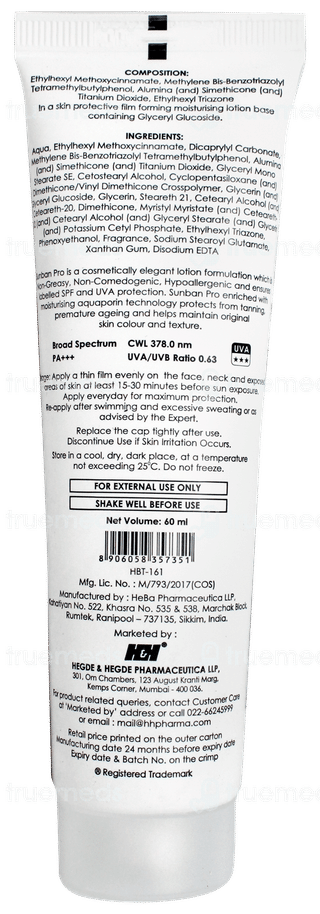 COMPOSITION:
Ethylhexyl Methoxycinnamate, Methylene Bis-Benzotriazolyl
Tetramethylbutylphenol, Alumina (and) Simethicone (and)
Titanium Dioxide, Ethylhexyl Triazone
In a skin protective film forming moisturising lotion base
containing Glyceryl Glucoside.
INGREDIENTS:
Aqua, Ethylhexyl Methoxycinnamate, Dicaprylyl Carbonate,
Methylene Bis-Benzotriazolyl Tetramethylbutylphenol, Alumina
(and) Simethicone (and) Titanium Dioxide, Glyceryl Mono
Stearate SE, Cetostearyl Alcohol, Cyclopentasiloxane (and)
Dimethicone/Vinyl Dimethicone Crosspolymer, Glycerin (and)
Glyceryl Glucoside, Glycerin, Steareth 21, Cetearyl Alcohol (and)
Ceteareth-20, Dimethicone, Myristyl Myristate (and) Ceteareth
(and) Cetearyl Alcohol (and) Glyceryl Stearate (and) Glycerin
(and) Potassium Cetyl Phosphate, Ethylhexyl Triazone,
Phenoxyethanol, Fragrance, Sodium Stearoyl Glutamate,
Xanthan Gum, Disodium EDTA
Sunban Pro is a cosmetically elegant lotion formulation which is
Non-Greasy, Non-Comedogenic, Hypoallergenic and ensures
labelled SPF and UVA protection. Sunban Pro enriched with
moisturising aquaporin technology protects from tanning,
premature ageing and helps maintain original
skin colour and texture.
Broad Spectrum CWL 378.0 nm UVA
PA+++ UVA/UVB Ratio 0.63 ★★★
Apply a thin film evenly on the face, neck and exposed
areas of skin at least 15-30 minutes before sun exposure.
Apply everyday for maximum protection.
Re-apply after swimming and excessive sweating or as
advised by the Expert.
Replace the cap tightly after use.
Discontinue Use if Skin Irritation Occurs.
Store in a cool, dry, dark place, at a temperature
not exceeding 25°C. Do not freeze.
FOR EXTERNAL USE ONLY
SHAKE WELL BEFORE USE
Net Volume: 60 ml
8 906058 357351
HBT-161
Mfg. Lic. No. : M/793/2017(COS)
Manufactured by : HeBa Pharmaceutica LLP,
Khatiyan No. 522, Khasra No. 535 & 538, Marchak Block,
Rumtek, Ranipool – 737135, Sikkim, India.
Marketed by :
H&H
HEGDE & HEGDE PHARMACEUTICA LLP,
301, Om Chambers, 123 August Kranti Marg,
Kemps Corner, Mumbai - 400 036.
For product related queries, contact Customer Care
at 'Marketed by' address or call 022-66245999
or email : mail@hhpharma.com
Retail price printed on the outer carton
Manufacturing date 24 months before expiry date
Expiry date & Batch No. on the crimp
® Registered Trademark